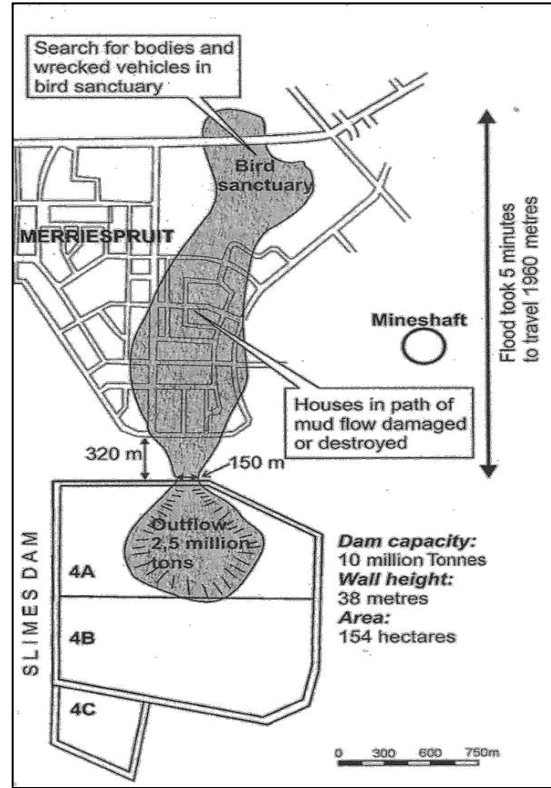 Search for bodies and
wrecked vehicles in
bird sanctuary
Bird
sanctuary
MERRIESPRUIT
Mineshaft
Flood took 5 minutes
to travel 1960 metres
Houses in path of
mud flow damaged
or destroyed
320 m
150 m
Outflow
2,5 million
tons
4A
4B
4C
SLIMES DAM
Dam capacity:
10 million Tonnes
Wall height:
38 metres
Area:
154 hectares
0 300 600 750m